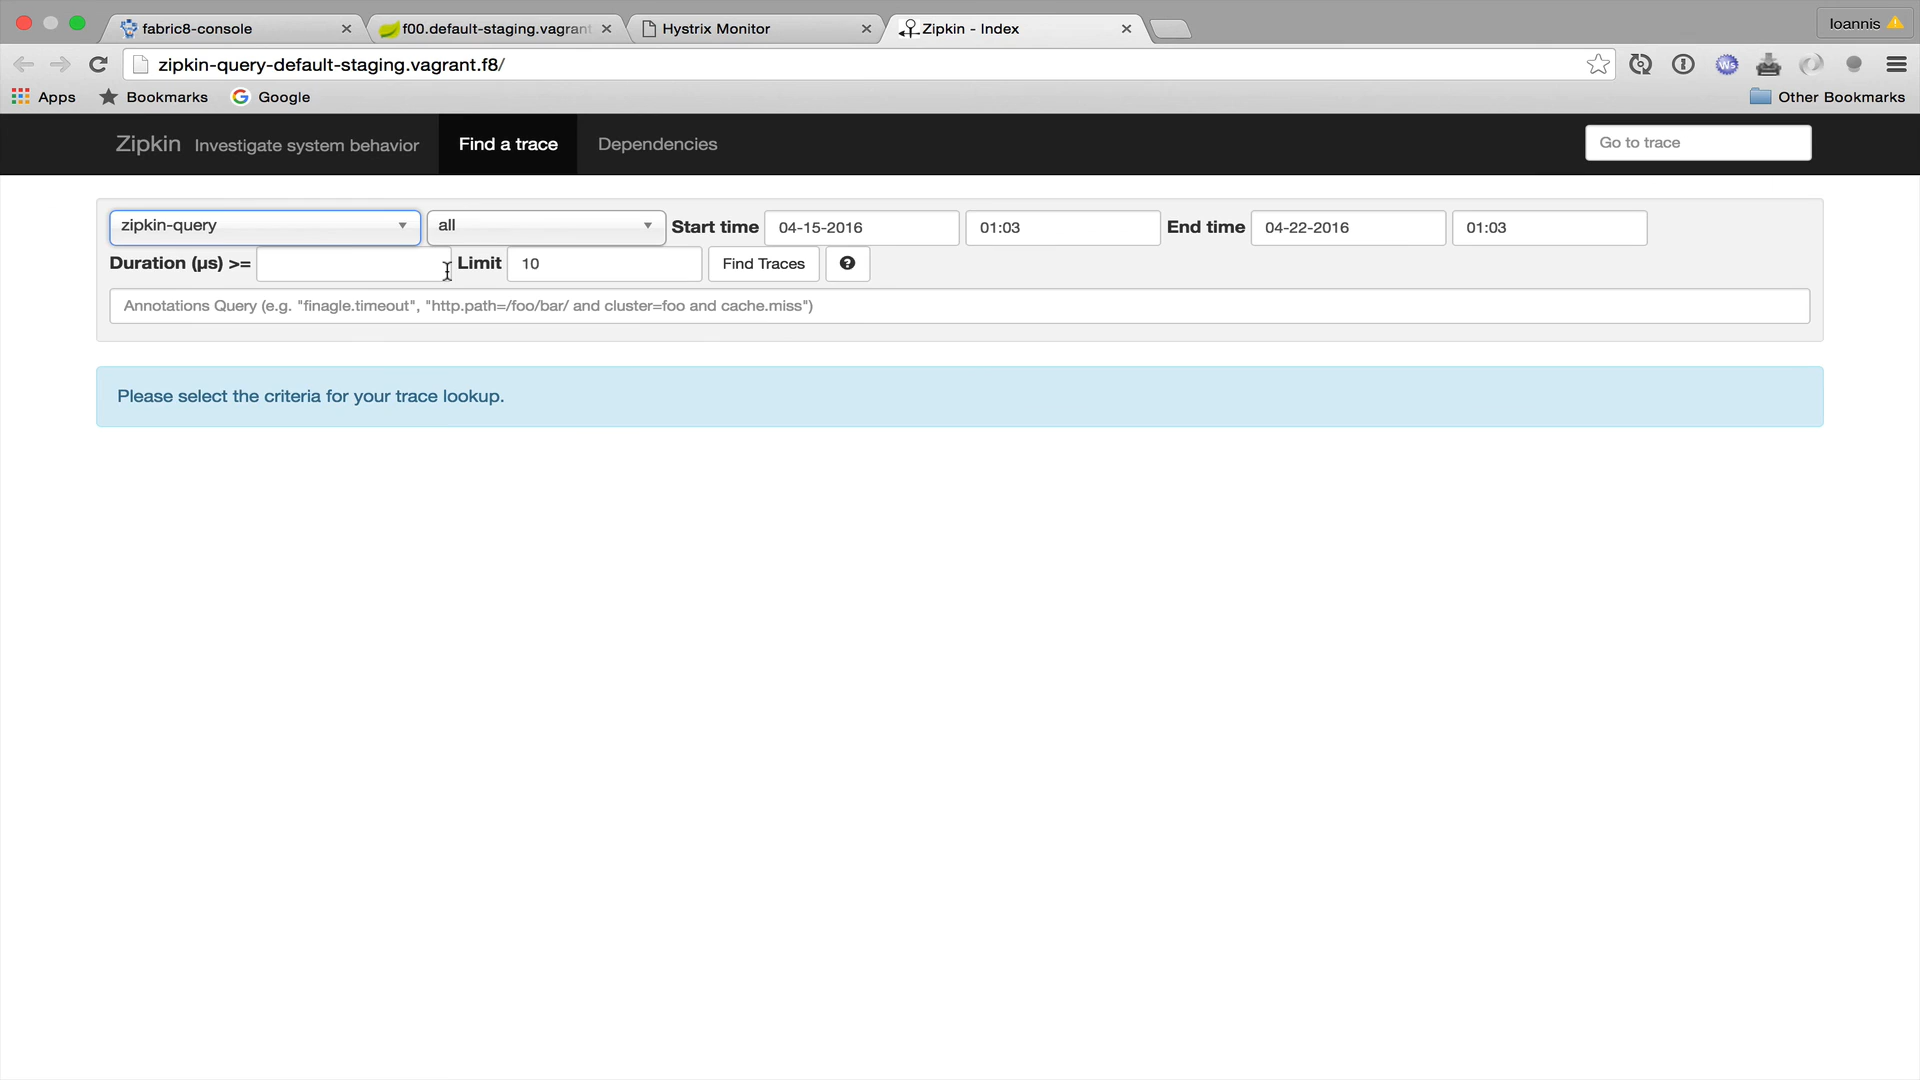 fabric8-console
f00.default-staging.vagrant
Hystrix Monitor
Zipkin - Index
Ioannis
zipkin-query-default-staging.vagrant.f8/
Apps
Bookmarks
Google
Other Bookmarks
Zipkin Investigate system behavior
Find a trace
Dependencies
Go to trace
zipkin-query
all
Start time 04-15-2016 01:03 End time 04-22-2016 01:03
Duration (µs) >= Limit 10 Find Traces
Annotations Query (e.g. "finagle.timeout", "http.path=/foo/bar/ and cluster=foo and cache.miss")
Please select the criteria for your trace lookup.